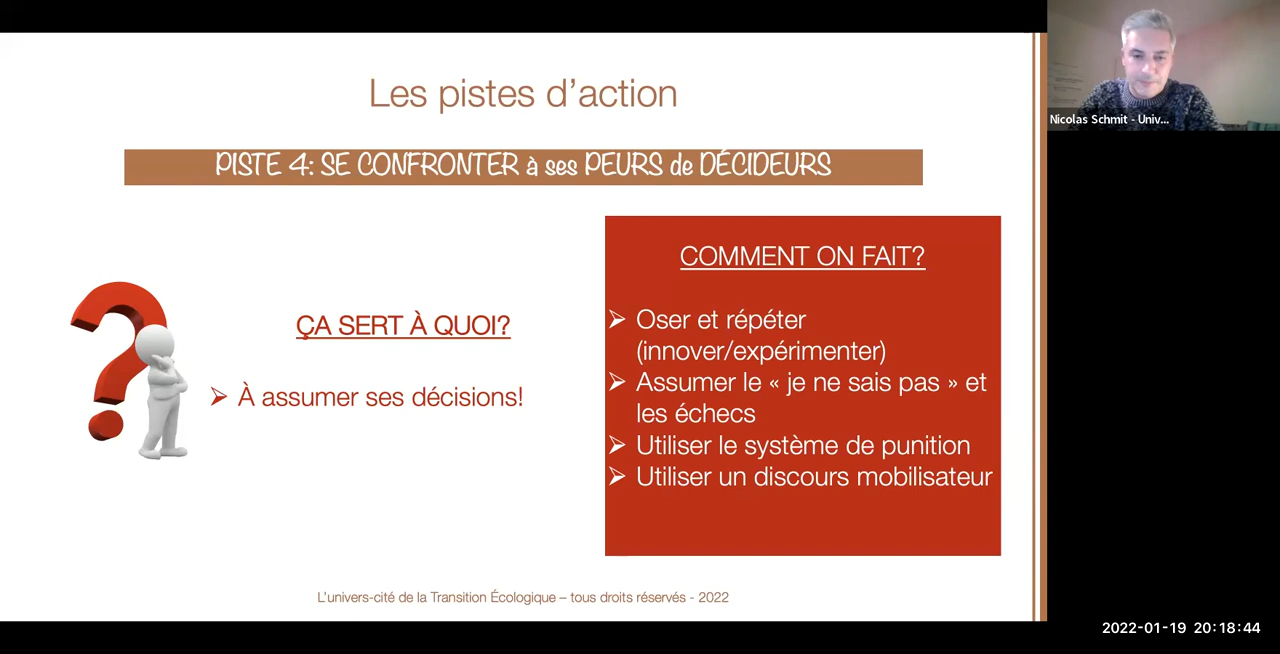 Les pistes d’action
PISTE 4: SE CONFRONTER à ses PEURS de DÉCIDEURS
ÇA SERT À QUOI?
➢ À assumer ses décisions!
COMMENT ON FAIT?
➢ Oser et répéter
(innover/expérimenter)
➢ Assumer le « je ne sais pas » et
les échecs
➢ Utiliser le système de punition
➢ Utiliser un discours mobilisateur
L’univers-cité de la Transition Écologique – tous droits réservés - 2022
Nicolas Schmit - Univ...
2022-01-19 20:18:44